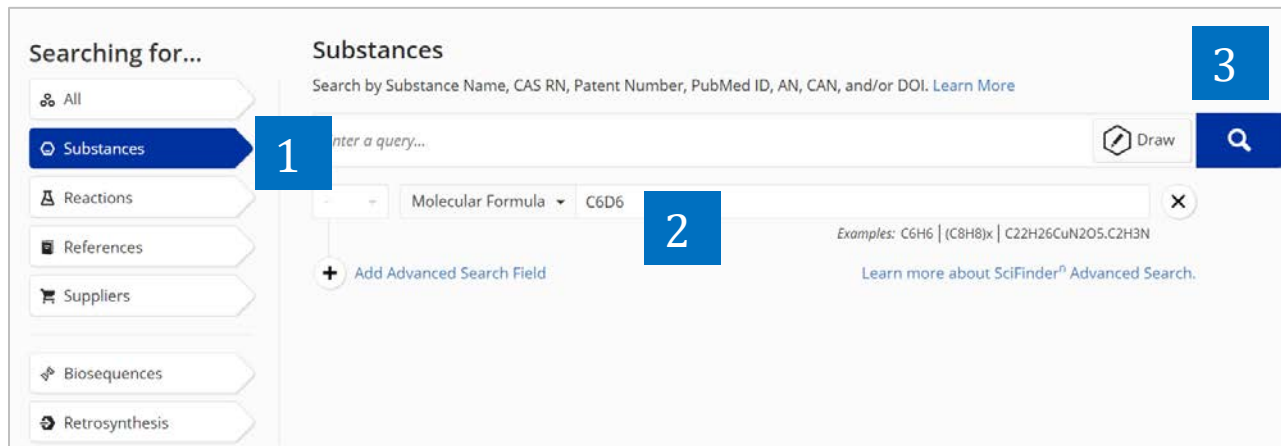 Searching for...
All
Substances
Reactions
References
Suppliers
Biosequences
Retrosynthesis
Substances
Search by Substance Name, CAS RN, Patent Number, PubMed ID, AN, CAN, and/or DOI. Learn More
3
1
nter a query...
Draw
Molecular Formula C6D6
2
Examples: C6H6 | (C8H8)x | C22H26CuN2O5.C2H3N
Add Advanced Search Field
Learn more about SciFinderⁿ Advanced Search.